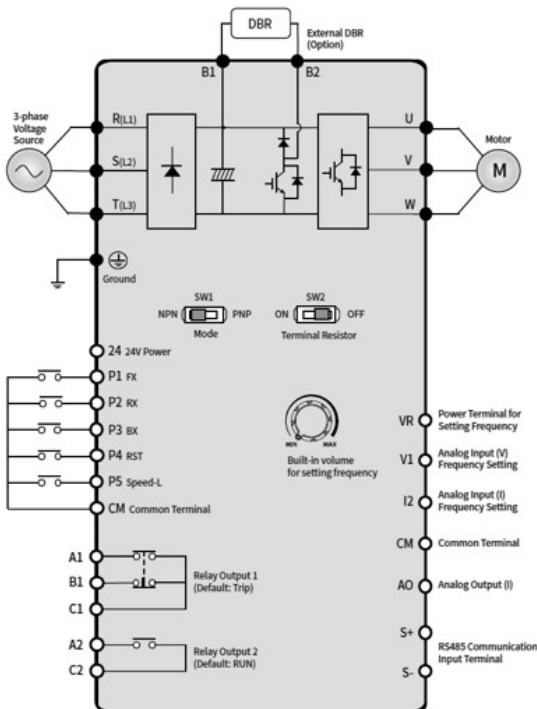 DBR
External DBR
(Option)
B1
B2
3-phase
Voltage
Source
R(L1)
S(L2)
T(L3)
U
V
W
Motor
M
Ground
SW1
NPN
PNP
Mode
SW2
ON
OFF
Terminal Resistor
24 24V Power
P1 FX
P2 RX
P3 BX
P4 RST
P5 Speed-L
CM Common Terminal
MIN
MAX
Built-in volume
for setting frequency
VR
Power Terminal for
Setting Frequency
V1
Analog Input (V)
Frequency Setting
I2
Analog Input (I)
Frequency Setting
CM
Common Terminal
AO
Analog Output (I)
S+
S-
RS485 Communication
Input Terminal
A1
B1
C1
Relay Output 1
(Default: Trip)
A2
C2
Relay Output 2
(Default: RUN)